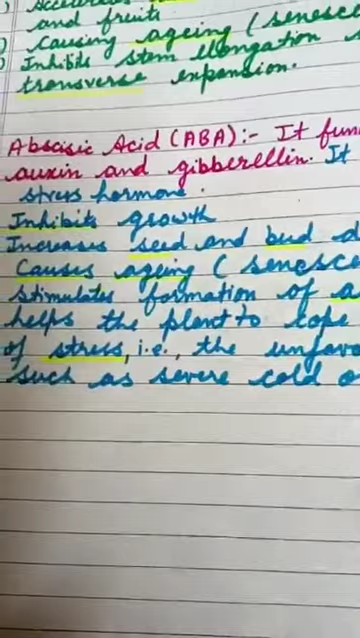 and fruits
Causing ageing (senesc
Inhibits stem elongation
transverse expansion.
Abscisic Acid (ABA):- It fun
auxin and gibberellin. It
stress hormone.
Inhibits growth
Increases seed and bud d
Causes ageing (senesce
Stimulates formation of a
helps the plant to cope
of stress, i.e., the unfavo
such as severe cold o